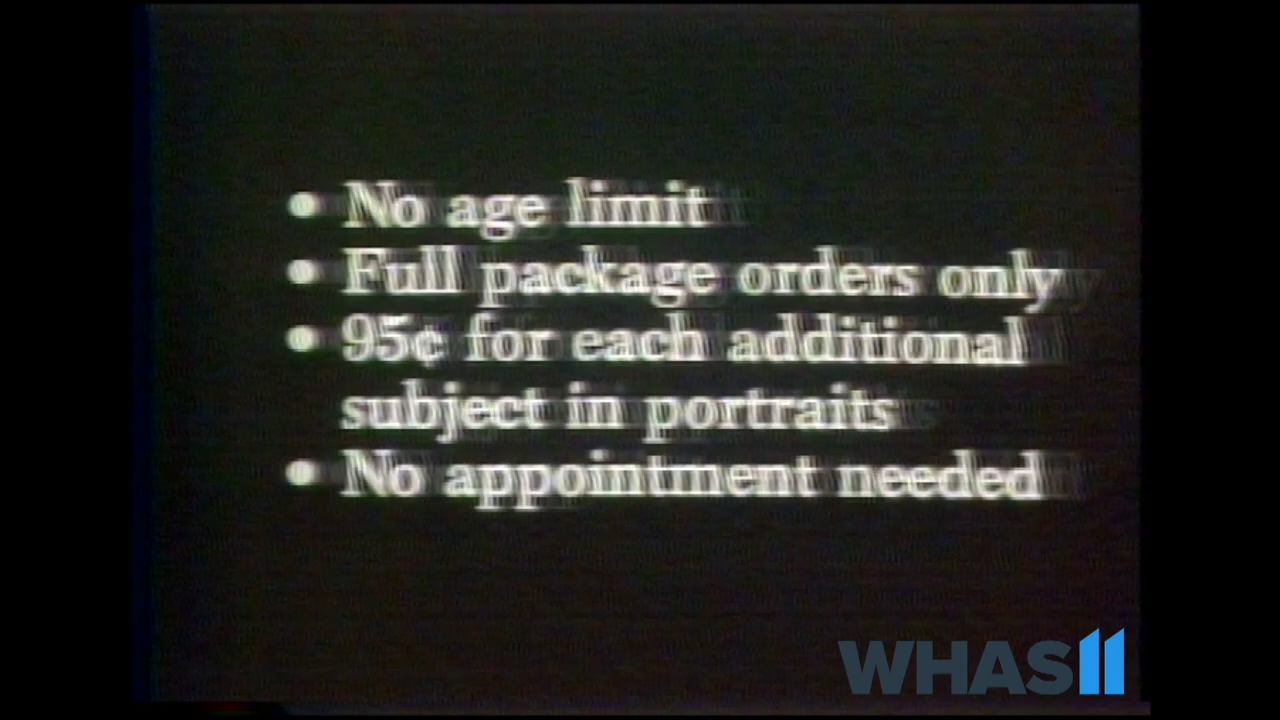 • No age limit
• Full package orders only
• 95¢ for each additional
subject in portraits
• No appointment needed
WHAS11